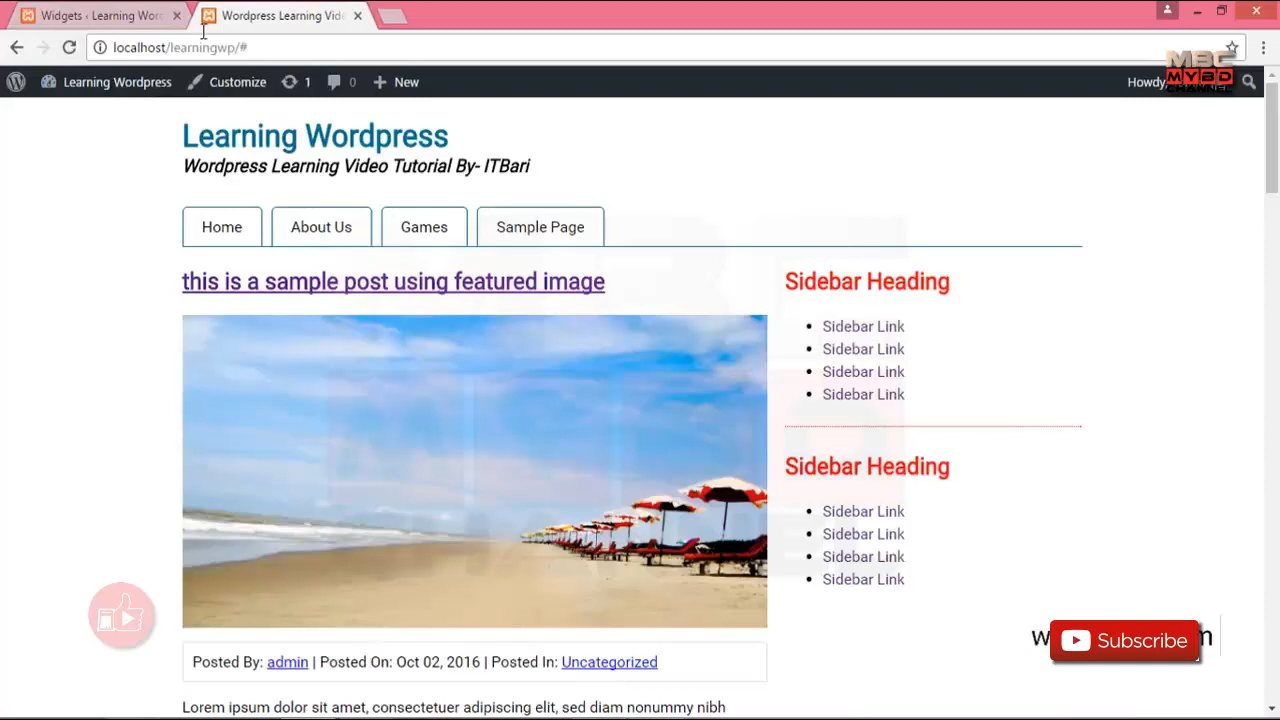 Widgets ‹ Learning Wor
Wordpress Learning Vide
localhost/learningwp/#
Learning Wordpress
Customize
1
0
New
Howdy,
MBC
MYBD
CHANNEL
Learning Wordpress
Wordpress Learning Video Tutorial By- ITBari
Home
About Us
Games
Sample Page
this is a sample post using featured image
Sidebar Heading
Sidebar Link
Sidebar Link
Sidebar Link
Sidebar Link
Sidebar Heading
Sidebar Link
Sidebar Link
Sidebar Link
Sidebar Link
Subscribe
Posted By: admin | Posted On: Oct 02, 2016 | Posted In: Uncategorized
Lorem ipsum dolor sit amet, consectetuer adipiscing elit, sed diam nonummy nibh